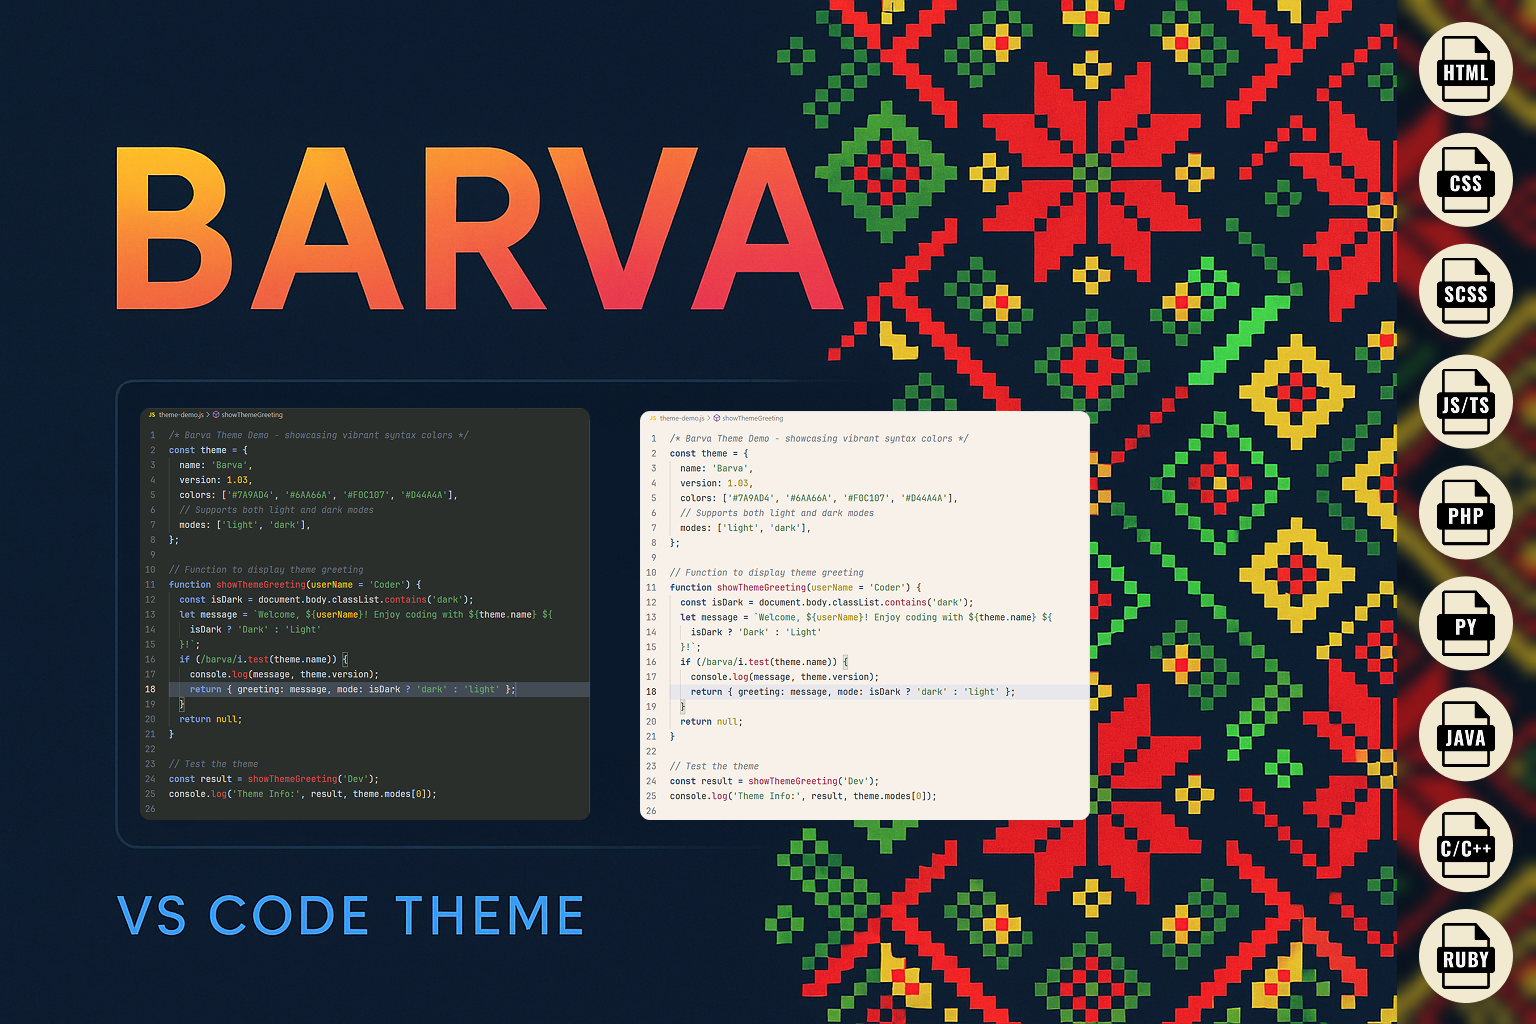 BARVA
JS theme-demo.js > showThemeGreeting
1 /* Barva Theme Demo - showcasing vibrant syntax colors */
2 const theme = {
3 name: 'Barva',
4 version: 1.03,
5 colors: ['#7A9AD4', '#6AA66A', '#F0C107', '#D44A4A'],
6 // Supports both light and dark modes
7 modes: ['light', 'dark'],
8 };
9
10 // Function to display theme greeting
11 function showThemeGreeting(userName = 'Coder') {
12 const isDark = document.body.classList.contains('dark');
13 let message = `Welcome, ${userName}! Enjoy coding with ${theme.name} ${
14 isDark ? 'Dark' : 'Light'
15 }!`;
16 if (/barva/i.test(theme.name)) {
17 console.log(message, theme.version);
18 return { greeting: message, mode: isDark ? 'dark' : 'light' };
19 }
20 return null;
21 }
22
23 // Test the theme
24 const result = showThemeGreeting('Dev');
25 console.log('Theme Info:', result, theme.modes[0]);
26
JS theme-demo.js > showThemeGreeting
1 /* Barva Theme Demo - showcasing vibrant syntax colors */
2 const theme = {
3 name: 'Barva',
4 version: 1.03,
5 colors: ['#7A9AD4', '#6AA66A', '#F0C107', '#D44A4A'],
6 // Supports both light and dark modes
7 modes: ['light', 'dark'],
8 };
9
10 // Function to display theme greeting
11 function showThemeGreeting(userName = 'Coder') {
12 const isDark = document.body.classList.contains('dark');
13 let message = `Welcome, ${userName}! Enjoy coding with ${theme.name} ${
14 isDark ? 'Dark' : 'Light'
15 }!`;
16 if (/barva/i.test(theme.name)) {
17 console.log(message, theme.version);
18 return { greeting: message, mode: isDark ? 'dark' : 'light' };
19 }
20 return null;
21 }
22
23 // Test the theme
24 const result = showThemeGreeting('Dev');
25 console.log('Theme Info:', result, theme.modes[0]);
26
VS CODE THEME
HTML
CSS
SCSS
JS/TS
PHP
PY
JAVA
C/C++
RUBY